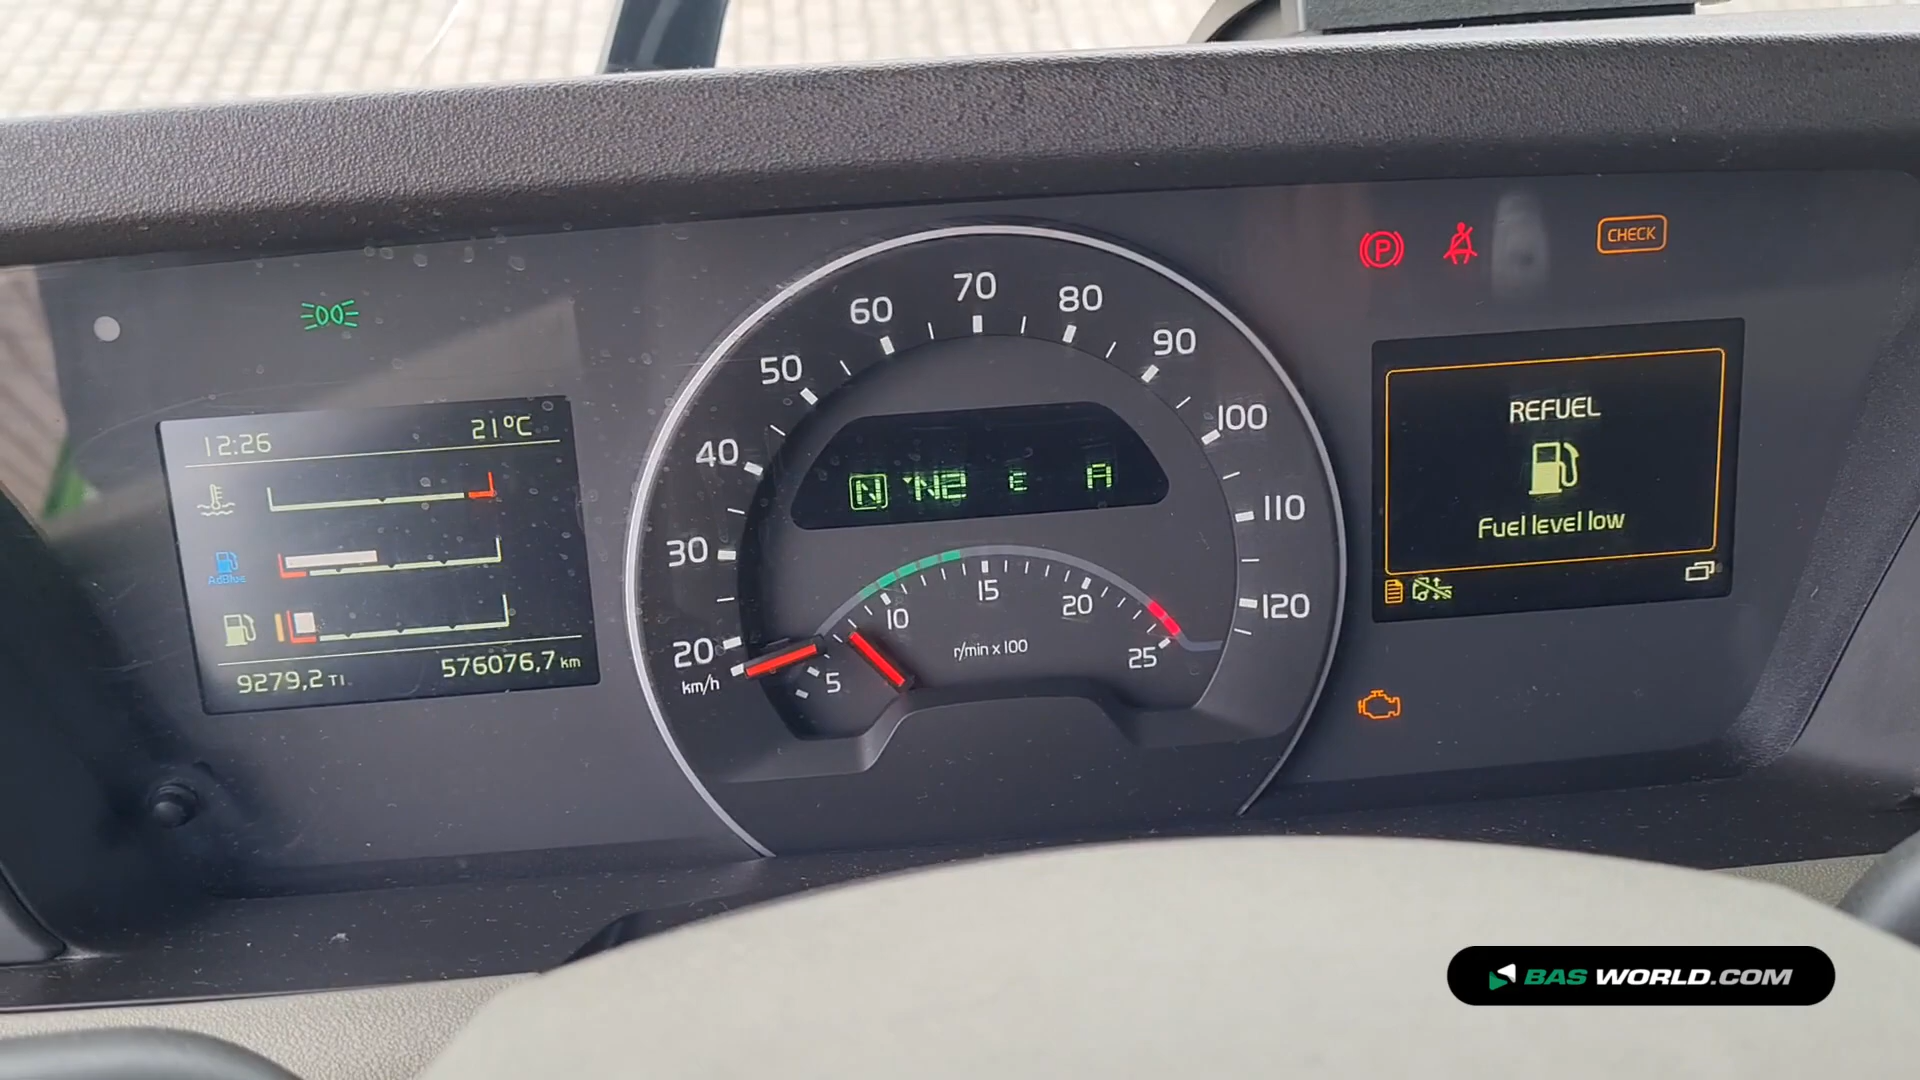 12:26
21°C
AdBlue
9279,2
576076,7 km
20
30
40
50
60
70
80
90
100
110
120
km/h
N N2 E A
5
10
15
20
25
r/min x 100
P
CHECK
REFUEL
Fuel level low
BAS WORLD.COM